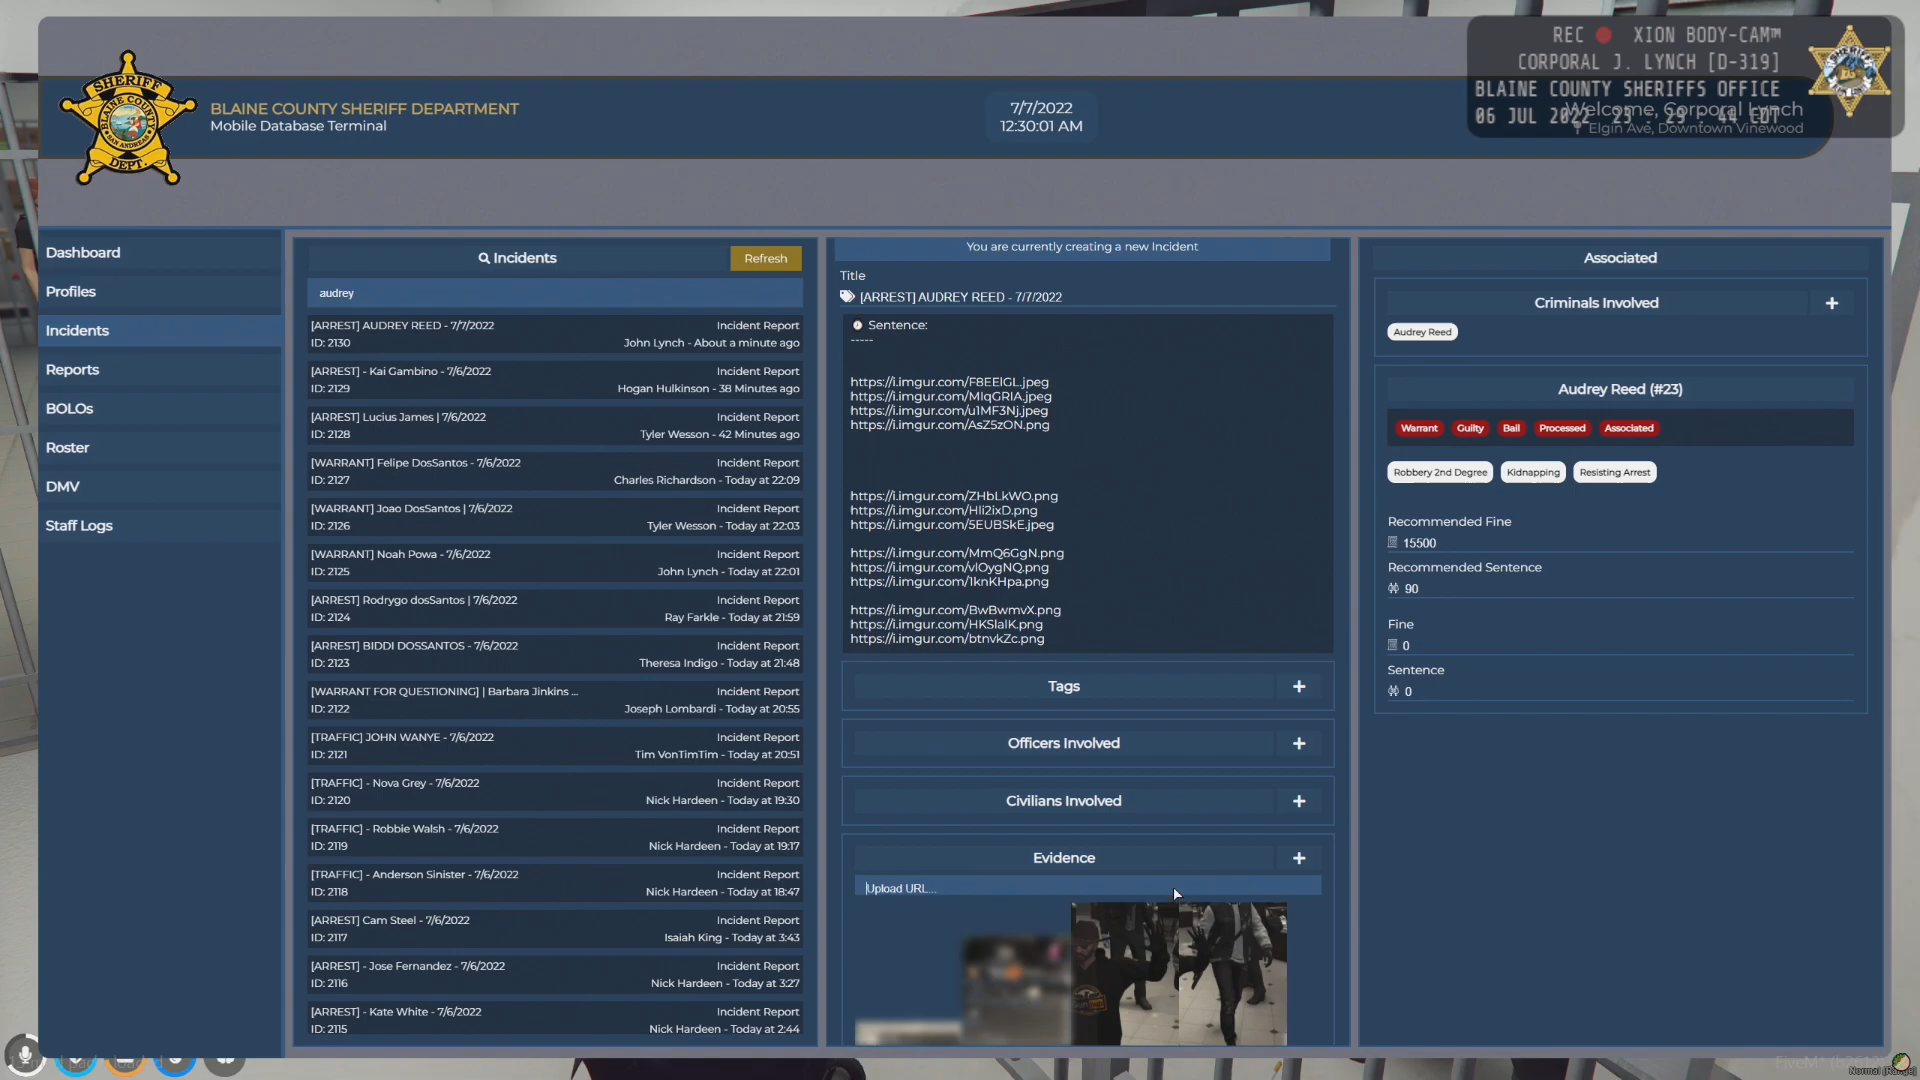 REC XION BODY-CAM™
CORPORAL J. LYNCH [D-319]
BLAINE COUNTY SHERIFFS OFFICE
06 JUL 2022
Welcome, Corporal Lynch
Elgin Ave, Downtown Vinewood
SHERIFF
BLAINE COUNTY
SAN ANDREAS
DEPT.
BLAINE COUNTY SHERIFF DEPARTMENT
Mobile Database Terminal
7/7/2022
12:30:01 AM
Dashboard
Profiles
Incidents
Reports
BOLOs
Roster
DMV
Staff Logs
Incidents
Refresh
audrey
[ARREST] AUDREY REED - 7/7/2022 Incident Report
ID: 2130 John Lynch - About a minute ago
[ARREST] - Kai Gambino - 7/6/2022 Incident Report
ID: 2129 Hogan Hulkinson - 38 Minutes ago
[ARREST] Lucius James | 7/6/2022 Incident Report
ID: 2128 Tyler Wesson - 42 Minutes ago
[WARRANT] Felipe DosSantos - 7/6/2022 Incident Report
ID: 2127 Charles Richardson - Today at 22:09
[WARRANT] Joao DosSantos | 7/6/2022 Incident Report
ID: 2126 Tyler Wesson - Today at 22:03
[WARRANT] Noah Powa - 7/6/2022 Incident Report
ID: 2125 John Lynch - Today at 22:01
[ARREST] Rodrygo dosSantos | 7/6/2022 Incident Report
ID: 2124 Ray Farkle - Today at 21:59
[ARREST] BIDDI DOSSANTOS - 7/6/2022 Incident Report
ID: 2123 Theresa Indigo - Today at 21:48
[WARRANT FOR QUESTIONING] | Barbara Jinkins ... Incident Report
ID: 2122 Joseph Lombardi - Today at 20:55
[TRAFFIC] JOHN WANYE - 7/6/2022 Incident Report
ID: 2121 Tim VonTimTim - Today at 20:51
[TRAFFIC] - Nova Grey - 7/6/2022 Incident Report
ID: 2120 Nick Hardeen - Today at 19:30
[TRAFFIC] - Robbie Walsh - 7/6/2022 Incident Report
ID: 2119 Nick Hardeen - Today at 19:17
[TRAFFIC] - Anderson Sinister - 7/6/2022 Incident Report
ID: 2118 Nick Hardeen - Today at 18:47
[ARREST] Cam Steel - 7/6/2022 Incident Report
ID: 2117 Isaiah King - Today at 3:43
[ARREST] - Jose Fernandez - 7/6/2022 Incident Report
ID: 2116 Nick Hardeen - Today at 3:27
[ARREST] - Kate White - 7/6/2022 Incident Report
ID: 2115 Nick Hardeen - Today at 2:44
You are currently creating a new Incident
Title
[ARREST] AUDREY REED - 7/7/2022
Sentence:
-----
https://i.imgur.com/F8EElGL.jpeg
https://i.imgur.com/MIqGRIA.jpeg
https://i.imgur.com/u1MF3Nj.jpeg
https://i.imgur.com/AsZ5zON.png
https://i.imgur.com/ZHbLkWO.png
https://i.imgur.com/Hli2ixD.png
https://i.imgur.com/5EUBSkE.jpeg
https://i.imgur.com/MmQ6GgN.png
https://i.imgur.com/vlOygNQ.png
https://i.imgur.com/1knKHpa.png
https://i.imgur.com/BwBwmvX.png
https://i.imgur.com/HKSlalK.png
https://i.imgur.com/btnvkZc.png
Tags
Officers Involved
Civilians Involved
Evidence
Upload URL...
Associated
Criminals Involved
Audrey Reed
Audrey Reed (#23)
Warrant Guilty Bail Processed Associated
Robbery 2nd Degree Kidnapping Resisting Arrest
Recommended Fine
15500
Recommended Sentence
90
Fine
0
Sentence
0